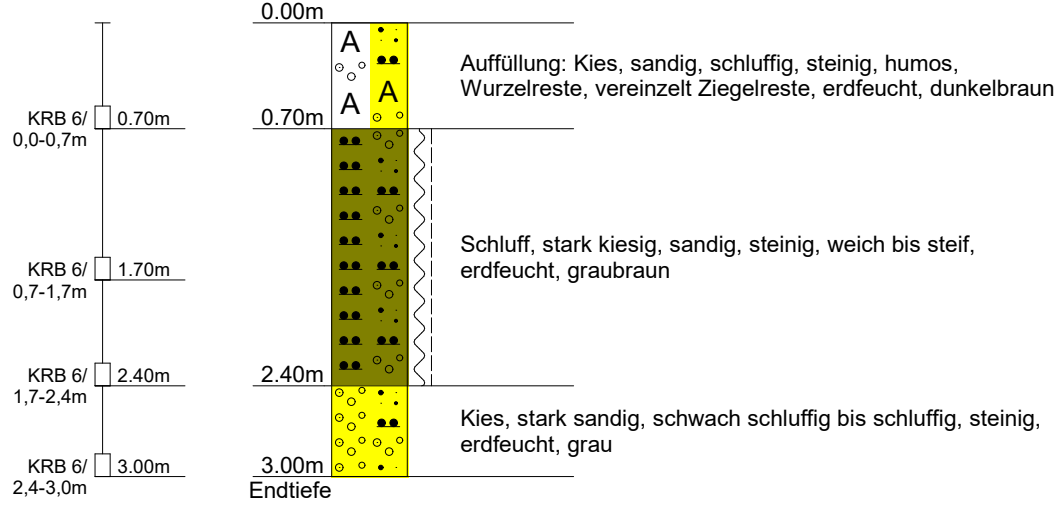 0.00m
A
A
A
Auffüllung: Kies, sandig, schluffig, steinig, humos,
Wurzelreste, vereinzelt Ziegelreste, erdfeucht, dunkelbraun
KRB 6/ 0.70m
0,0-0,7m
0.70m
Schluff, stark kiesig, sandig, steinig, weich bis steif,
erdfeucht, graubraun
KRB 6/ 1.70m
0,7-1,7m
KRB 6/ 2.40m
1,7-2,4m
2.40m
Kies, stark sandig, schwach schluffig bis schluffig, steinig,
erdfeucht, grau
KRB 6/ 3.00m
2,4-3,0m
3.00m
Endtiefe